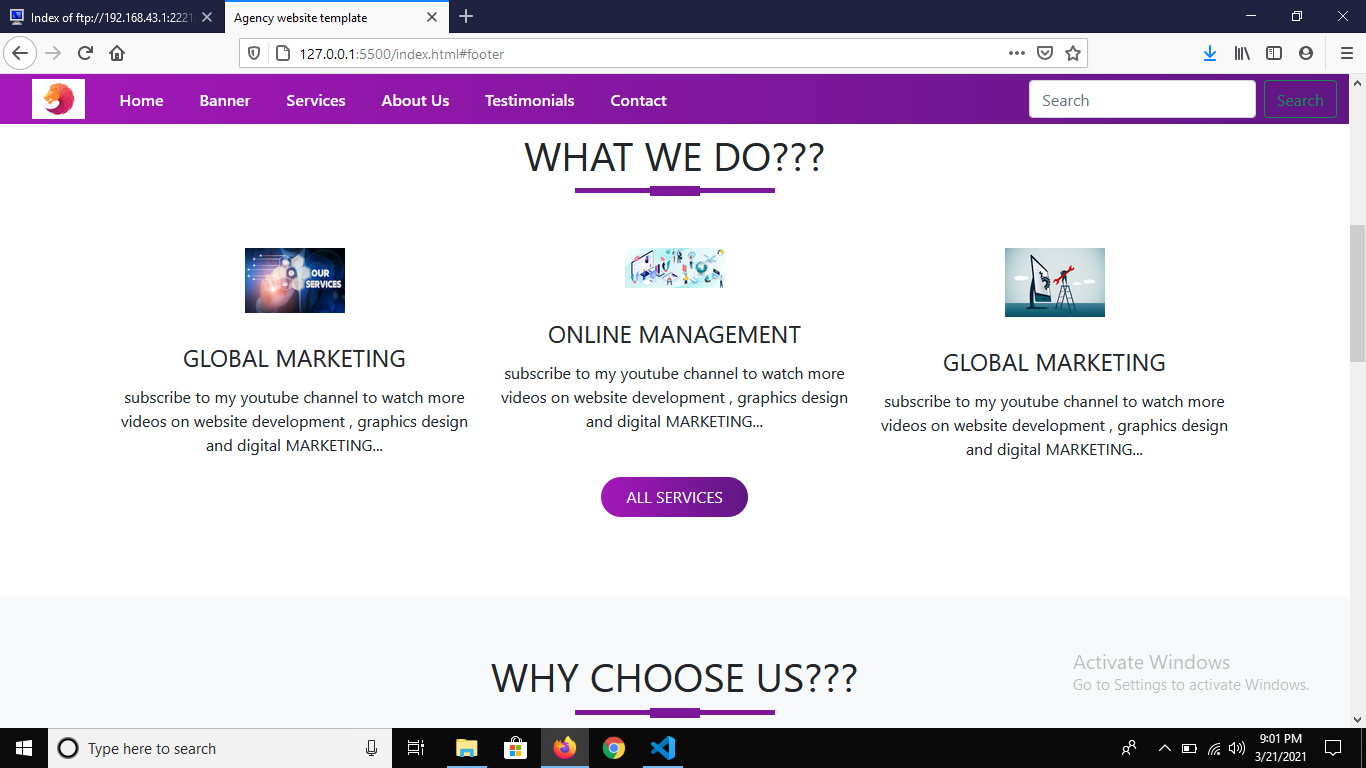 Index of ftp://192.168.43.1:2221
Agency website template
127.0.0.1:5500/index.html#footer
Home Banner Services About Us Testimonials Contact Search Search
WHAT WE DO???
OUR
SERVICES
GLOBAL MARKETING
subscribe to my youtube channel to watch more
videos on website development , graphics design
and digital MARKETING...
ONLINE MANAGEMENT
subscribe to my youtube channel to watch more
videos on website development , graphics design
and digital MARKETING...
GLOBAL MARKETING
subscribe to my youtube channel to watch more
videos on website development , graphics design
and digital MARKETING...
ALL SERVICES
WHY CHOOSE US???
Activate Windows
Go to Settings to activate Windows.
Type here to search
9:01 PM
3/21/2021